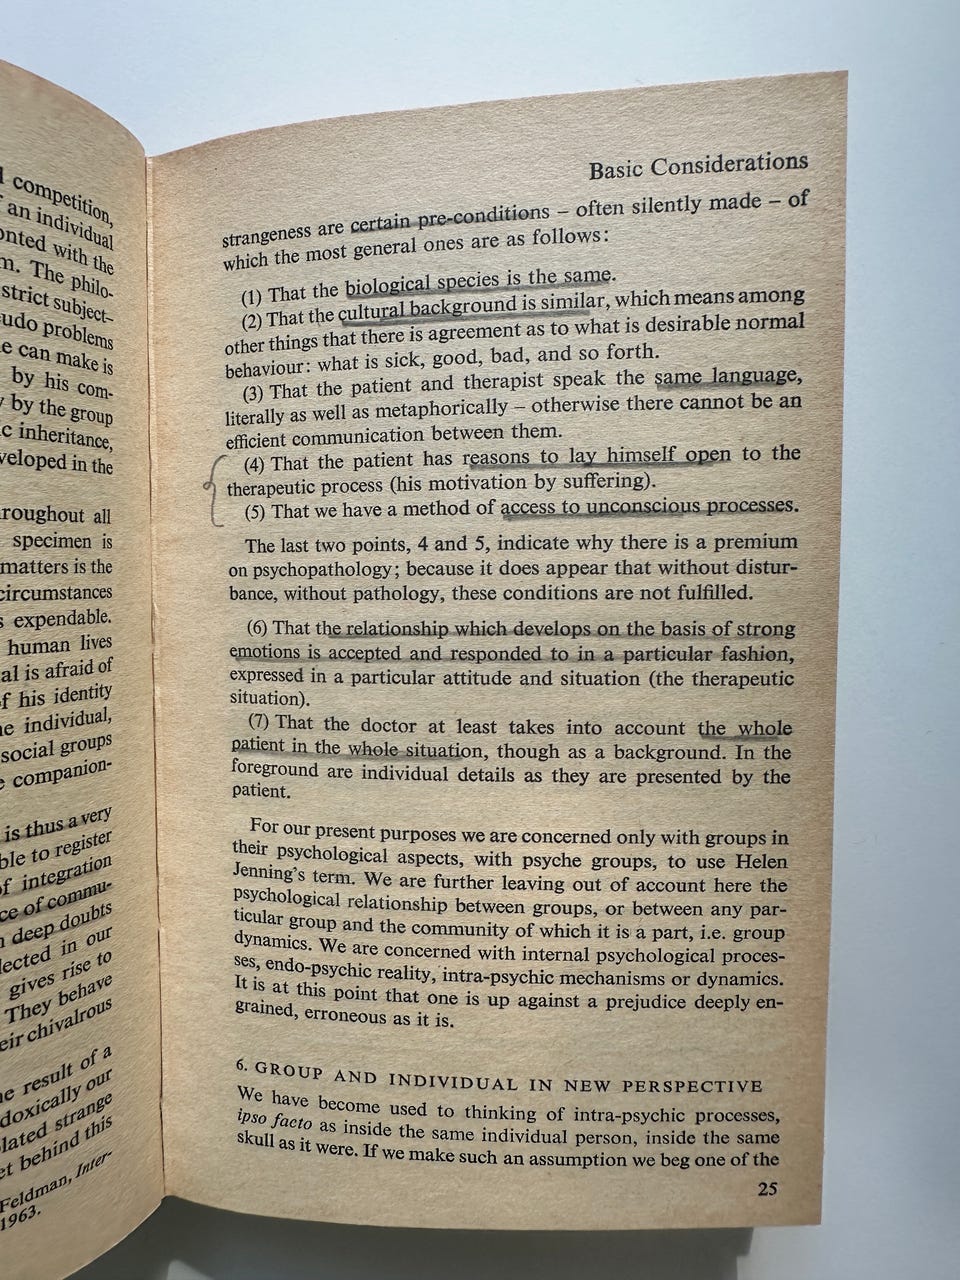 l competition,
an individual
onted with the
m. The philo-
strict subject-
udo problems
e can make is
by his com-
y by the group
c inheritance,
veloped in the
roughout all
specimen is
matters is the
circumstances
s expendable.
human lives
al is afraid of
f his identity
ne individual,
social groups
e companion-
is thus a very
ble to register
of integration
ce of commu-
n deep doubts
lected in our
gives rise to
They behave
eir chivalrous
ne result of a
doxically our
lated strange
et behind this
Feldman, Inter-
1963.
Basic Considerations
strangeness are certain pre-conditions – often silently made – of
which the most general ones are as follows:
(1) That the biological species is the same.
(2) That the cultural background is similar, which means among
other things that there is agreement as to what is desirable normal
behaviour: what is sick, good, bad, and so forth.
(3) That the patient and therapist speak the same language,
literally as well as metaphorically – otherwise there cannot be an
efficient communication between them.
(4) That the patient has reasons to lay himself open to the
therapeutic process (his motivation by suffering).
(5) That we have a method of access to unconscious processes.
The last two points, 4 and 5, indicate why there is a premium
on psychopathology; because it does appear that without distur-
bance, without pathology, these conditions are not fulfilled.
(6) That the relationship which develops on the basis of strong
emotions is accepted and responded to in a particular fashion,
expressed in a particular attitude and situation (the therapeutic
situation).
(7) That the doctor at least takes into account the whole
patient in the whole situation, though as a background. In the
foreground are individual details as they are presented by the
patient.
For our present purposes we are concerned only with groups in
their psychological aspects, with psyche groups, to use Helen
Jenning's term. We are further leaving out of account here the
psychological relationship between groups, or between any par-
ticular group and the community of which it is a part, i.e. group
dynamics. We are concerned with internal psychological proces-
ses, endo-psychic reality, intra-psychic mechanisms or dynamics.
It is at this point that one is up against a prejudice deeply en-
grained, erroneous as it is.
6. GROUP AND INDIVIDUAL IN NEW PERSPECTIVE
We have become used to thinking of intra-psychic processes,
ipso facto as inside the same individual person, inside the same
skull as it were. If we make such an assumption we beg one of the
25